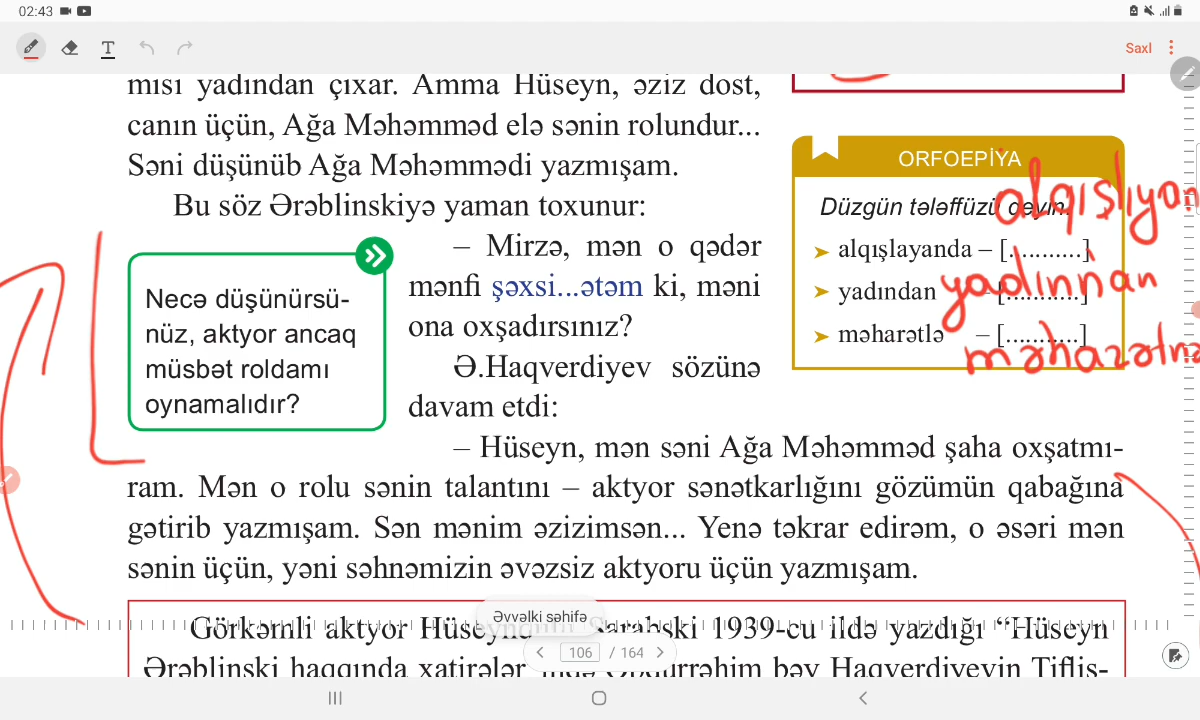 02:43
Saxl
mısı yadından çıxar. Amma Hüseyn, əziz dost,
canın üçün, Ağa Məhəmməd elə sənin rolundur...
Səni düşünüb Ağa Məhəmmədi yazmışam.
Bu söz Ərəblinskiyə yaman toxunur:
– Mirzə, mən o qədər
mənfi şəxsi...ətəm ki, məni
ona oxşadırsınız?
Ə.Haqverdiyev sözünə
davam etdi:
Necə düşünürsü-
nüz, aktyor ancaq
müsbət roldamı
oynamalıdır?
– Hüseyn, mən səni Ağa Məhəmməd şaha oxşatmı-
ram. Mən o rolu sənin talantını – aktyor sənətkarlığını gözümün qabağına
gətirib yazmışam. Sən mənim əzizimsən... Yenə təkrar edirəm, o əsəri mən
sənin üçün, yəni səhnəmizin əvəzsiz aktyoru üçün yazmışam.
ORFOEPİYA
Düzgün tələffüzü deyin.
alqışlayanda – [..........]
alqışlıyan
yadından – [...........]
yadınnan
məharətlə – [...........]
Əvvəlki səhifə
106 / 164
Görkəmli aktyor Sarabski 1939-cu ildə yazdığı “Hüseyn
Ərəblinski haqqında xatirələr Haqverdiyevin Tiflis-